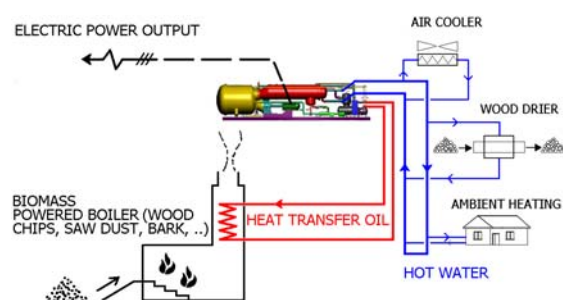 AIR COOLER
ELECTRIC POWER OUTPUT
WOOD DRIER
BIOMASS
POWERED BOILER (WOOD
CHIPS, SAW DUST, BARK, ..)
HEAT TRANSFER OIL
AMBIENT HEATING
HOT WATER